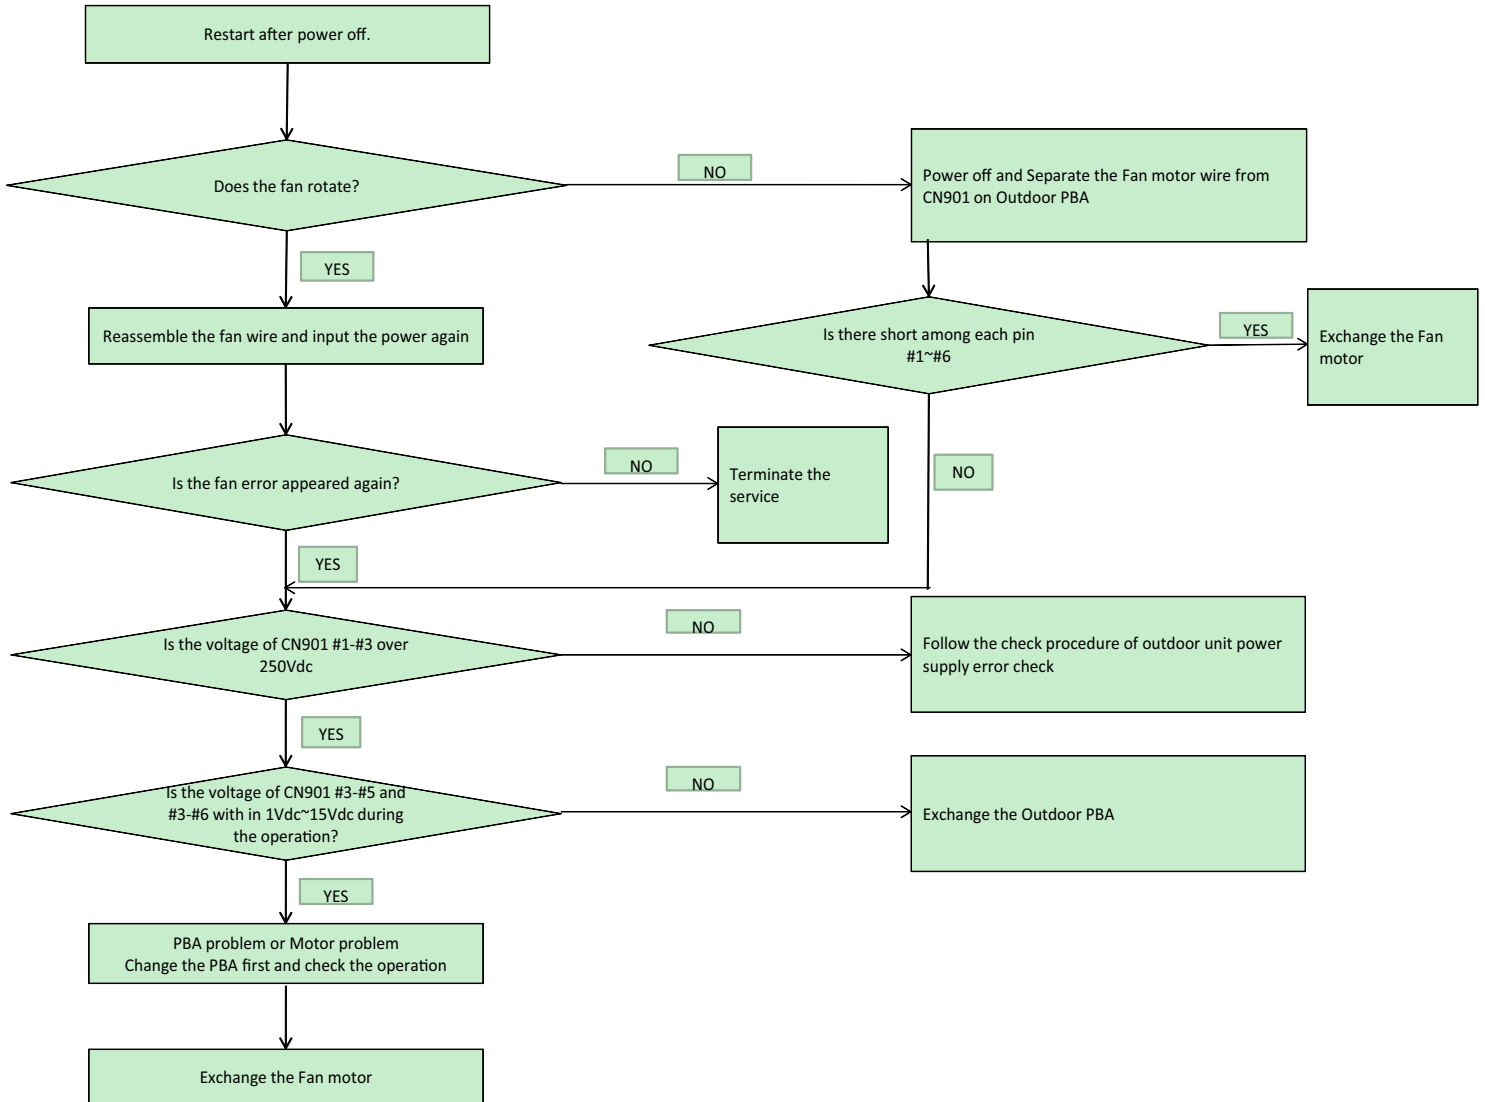 Restart after power off.
Does the fan rotate?
NO
Power off and Separate the Fan motor wire from
CN901 on Outdoor PBA
YES
Reassemble the fan wire and input the power again
Is there short among each pin
#1~#6
YES
Exchange the Fan
motor
Is the fan error appeared again?
NO
Terminate the
service
NO
YES
Is the voltage of CN901 #1-#3 over
250Vdc
NO
Follow the check procedure of outdoor unit power
supply error check
YES
Is the voltage of CN901 #3-#5 and
#3-#6 with in 1Vdc~15Vdc during
the operation?
NO
Exchange the Outdoor PBA
YES
PBA problem or Motor problem
Change the PBA first and check the operation
Exchange the Fan motor